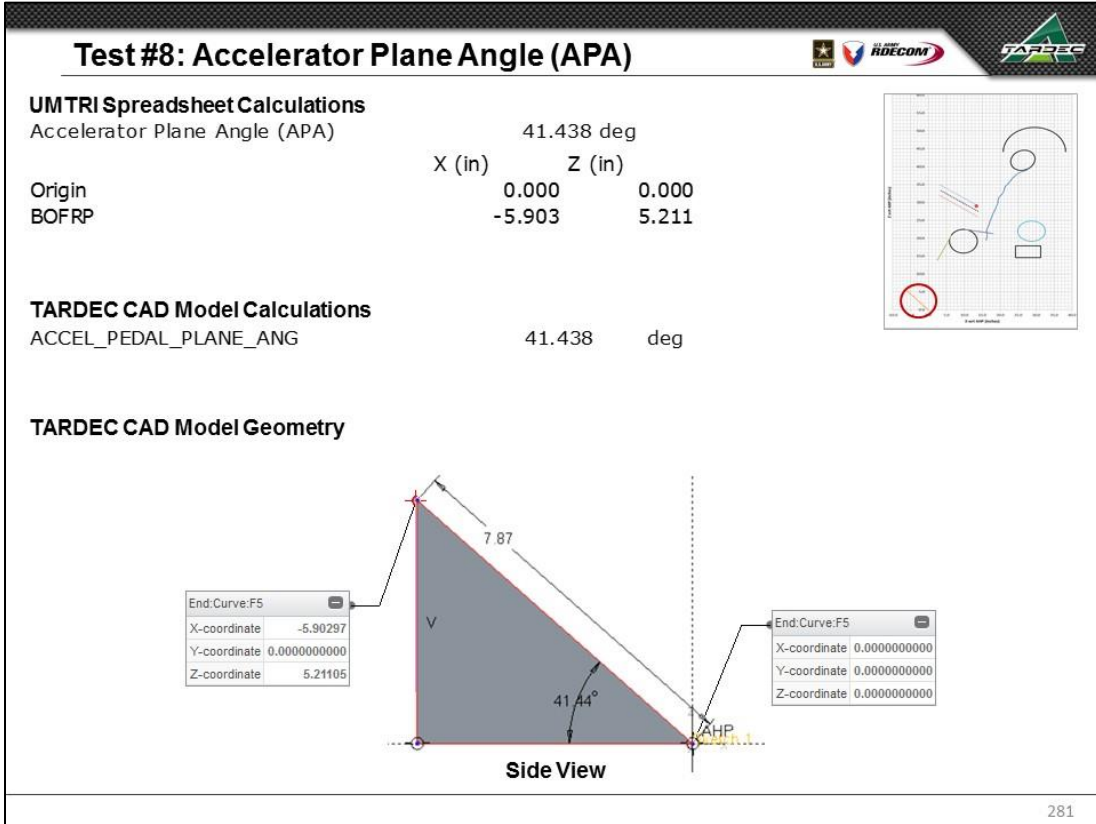 Test #8: Accelerator Plane Angle (APA)
U.S. ARMY
RDECOM
TARDEC
UMTRI Spreadsheet Calculations
Accelerator Plane Angle (APA) 41.438 deg
X (in) Z (in)
Origin 0.000 0.000
BOFRP -5.903 5.211
TARDEC CAD Model Calculations
ACCEL_PEDAL_PLANE_ANG 41.438 deg
TARDEC CAD Model Geometry
7.87
End:Curve:F5
X-coordinate -5.90297
Y-coordinate 0.0000000000
Z-coordinate 5.21105
V
End:Curve:F5
X-coordinate 0.0000000000
Y-coordinate 0.0000000000
Z-coordinate 0.0000000000
41.44°
AHP
Side View
281